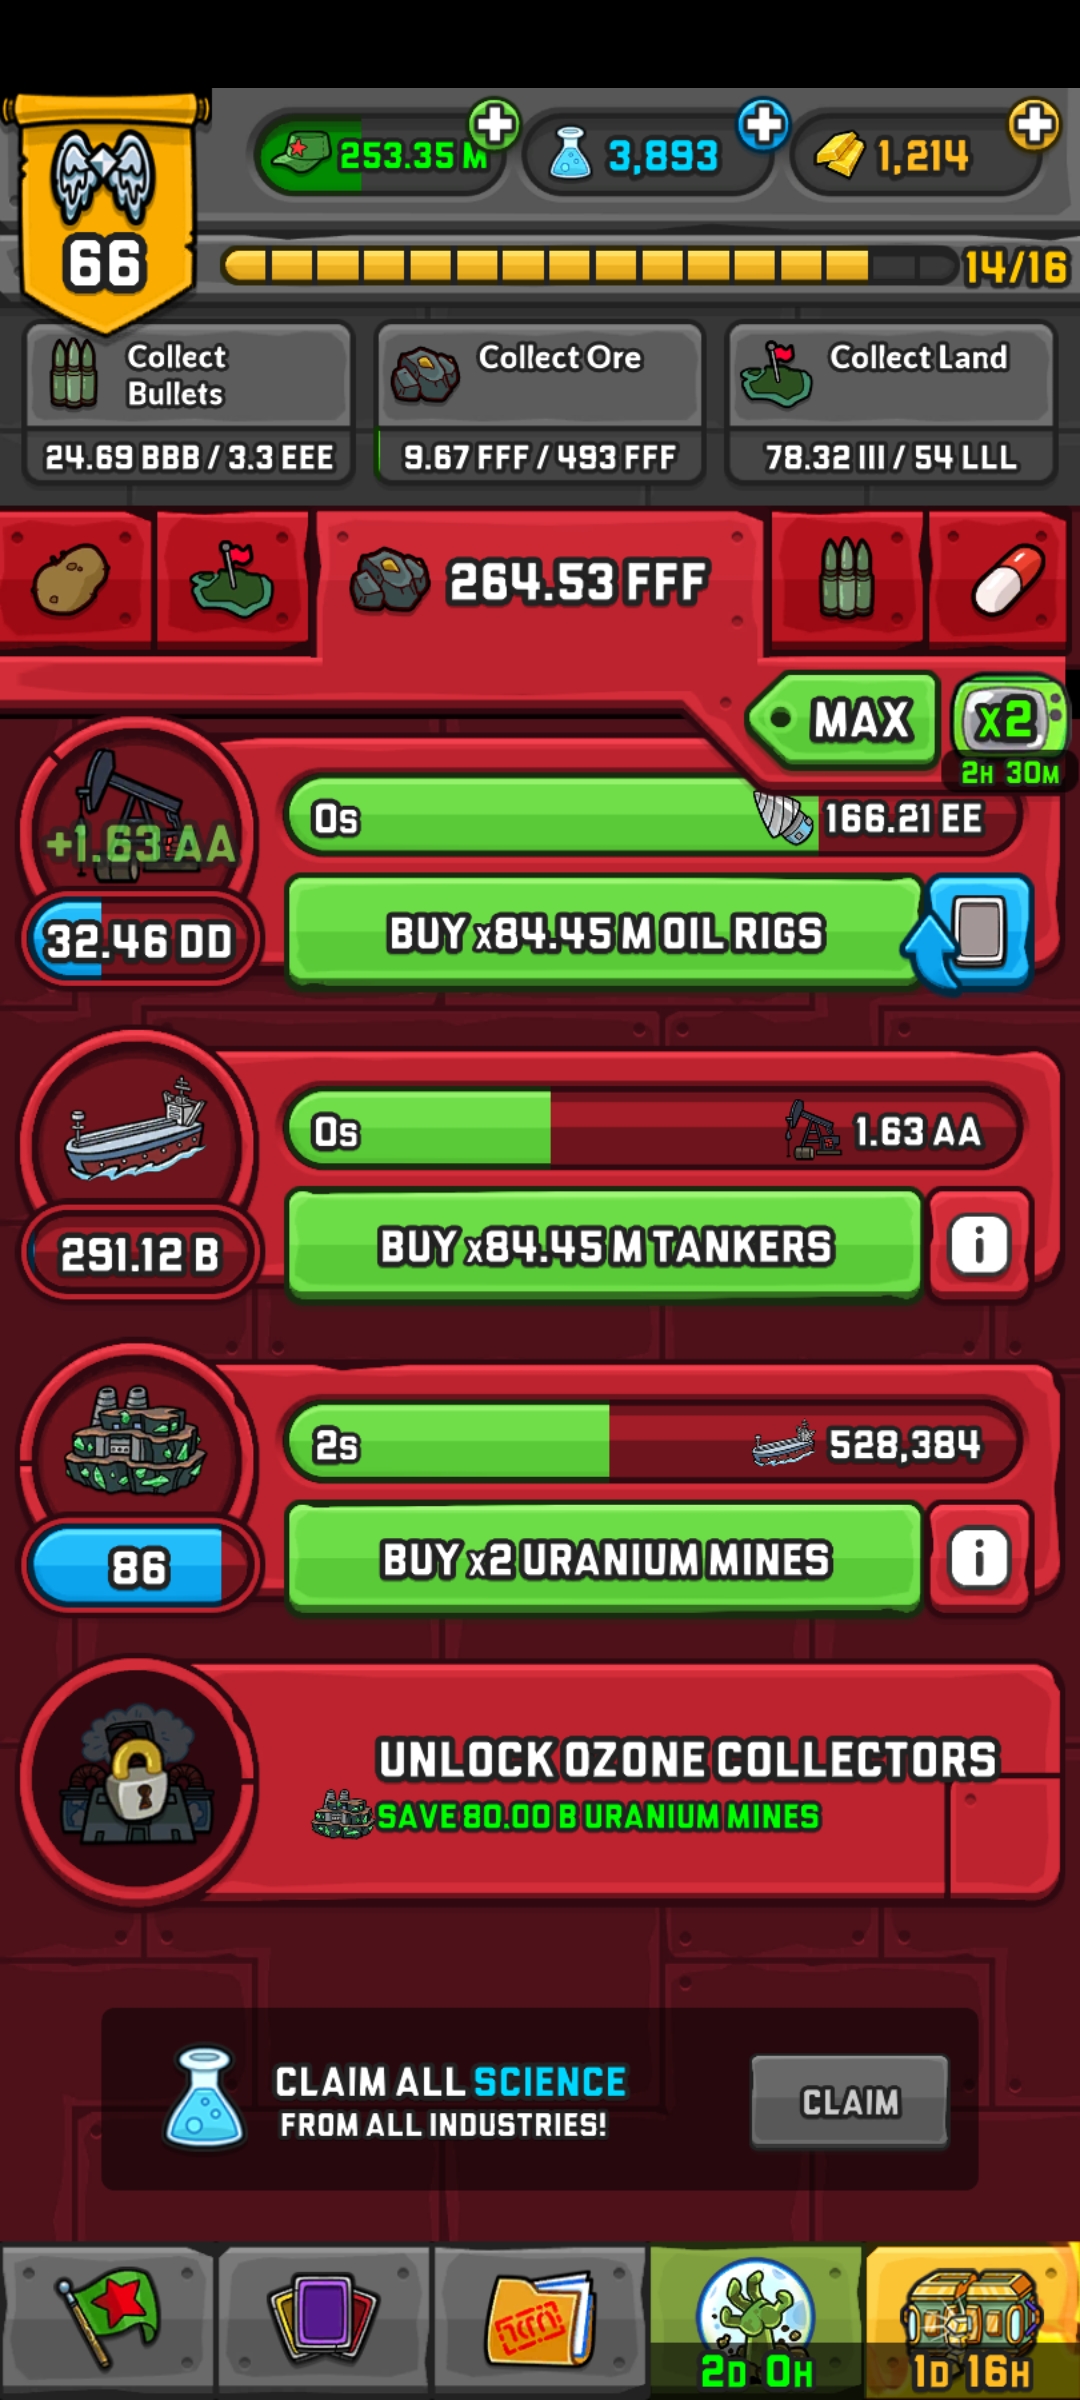 253.35 M
3,893
1,214
66
14/16
Collect
Bullets
24.69 BBB / 3.3 EEE
Collect Ore
9.67 FFF / 493 FFF
Collect Land
78.32 III / 54 LLL
264.53 FFF
MAX
x2
2H 30M
+1.63 AA
0s
166.21 EE
32.46 DD
BUY x84.45 M OIL RIGS
0s
1.63 AA
291.12 B
BUY x84.45 M TANKERS
i
2s
528,384
86
BUY x2 URANIUM MINES
i
UNLOCK OZONE COLLECTORS
SAVE 80.00 B URANIUM MINES
CLAIM ALL SCIENCE
FROM ALL INDUSTRIES!
CLAIM
2D 0H
1D 16H